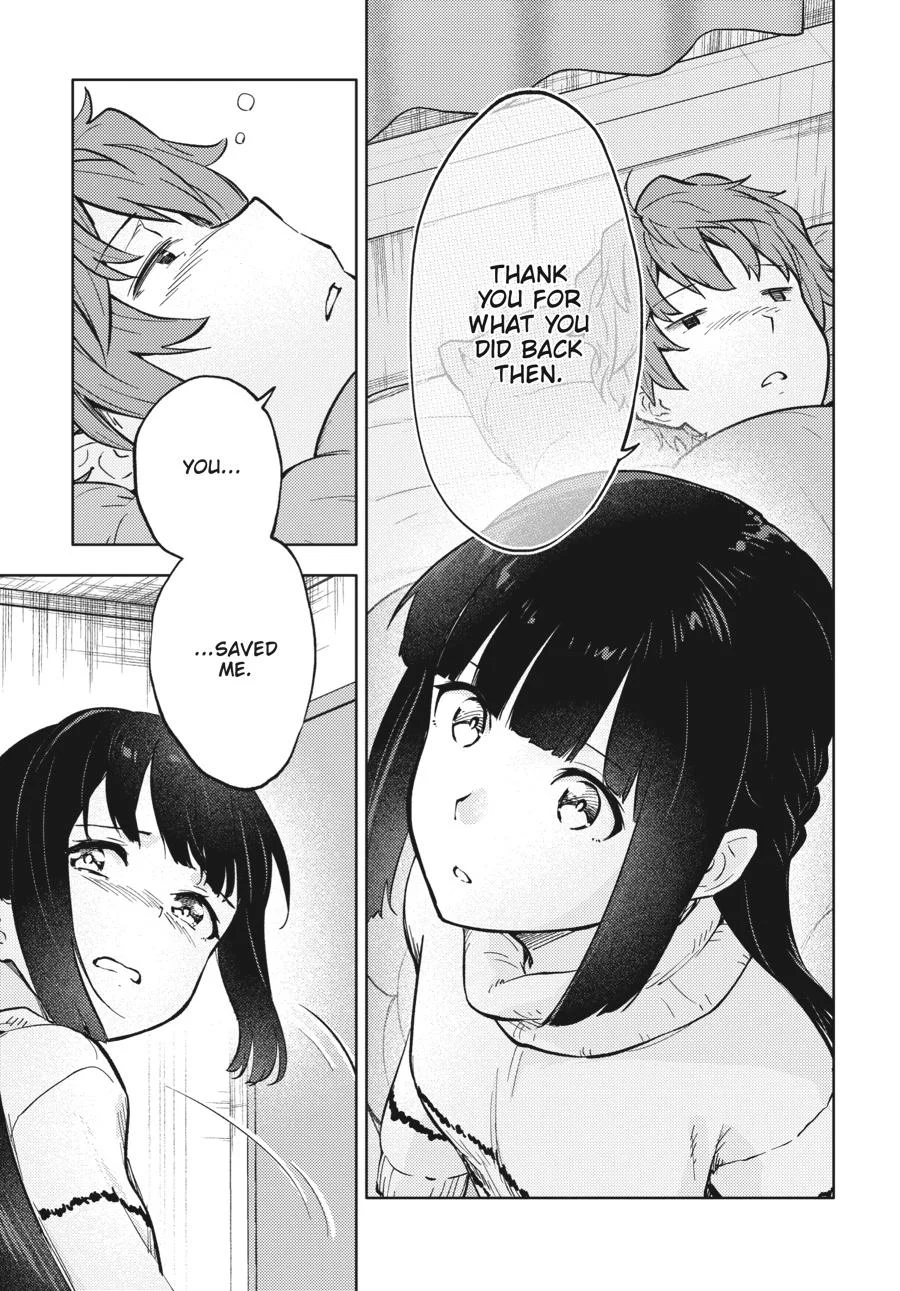 THANK
YOU FOR
WHAT YOU
DID BACK
THEN.
YOU...
...SAVED
ME.